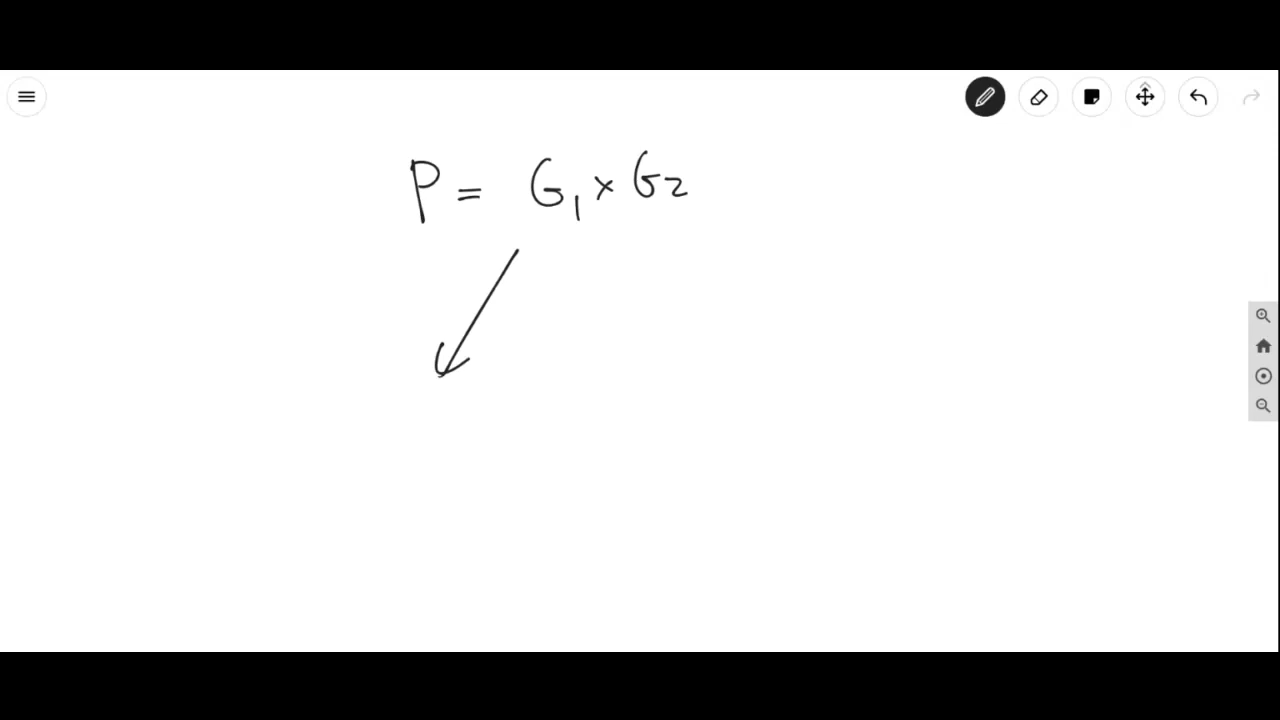 P = G₁ × G₂